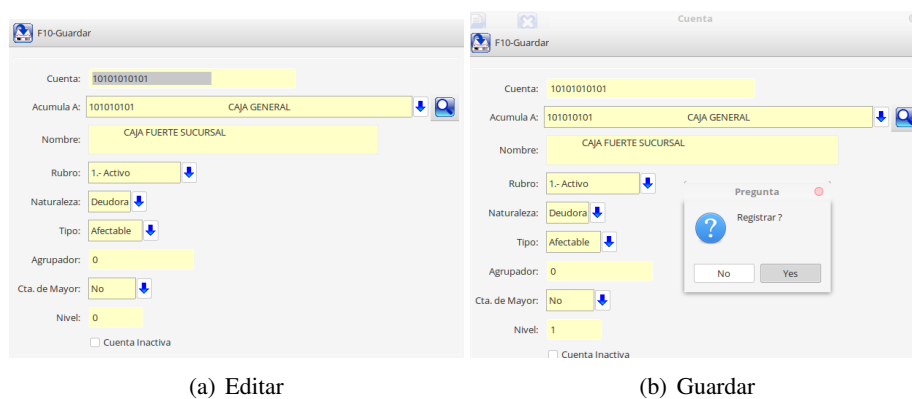 F10-Guardar
Cuenta: 10101010101
Acumula A: 101010101 CAJA GENERAL
Nombre: CAJA FUERTE SUCURSAL
Rubro: 1.- Activo
Naturaleza: Deudora
Tipo: Afectable
Agrupador: 0
Cta. de Mayor: No
Nivel: 0
Cuenta Inactiva
(a) Editar
Cuenta
F10-Guardar
Cuenta: 10101010101
Acumula A: 101010101 CAJA GENERAL
Nombre: CAJA FUERTE SUCURSAL
Rubro: 1.- Activo
Naturaleza: Deudora
Tipo: Afectable
Agrupador: 0
Cta. de Mayor: No
Nivel: 1
Cuenta Inactiva
Pregunta
Registrar ?
No Yes
(b) Guardar